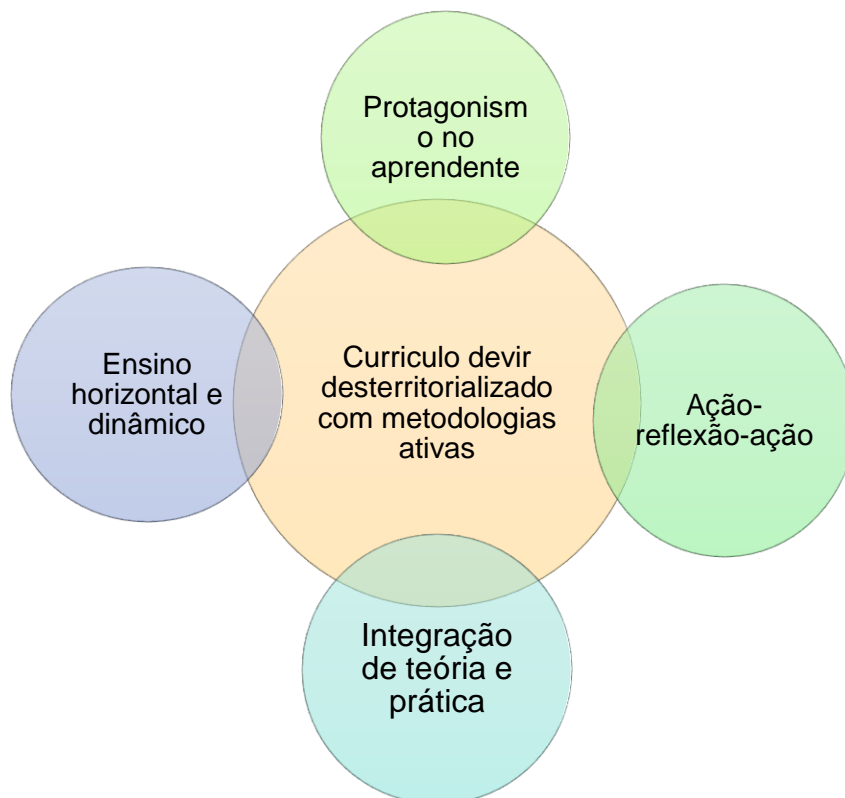 Protagonism
o no
aprendente
Ensino
horizontal e
dinâmico
Curriculo devir
desterritorializado
com metodologias
ativas
Ação-
reflexão-ação
Integração
de teória e
prática